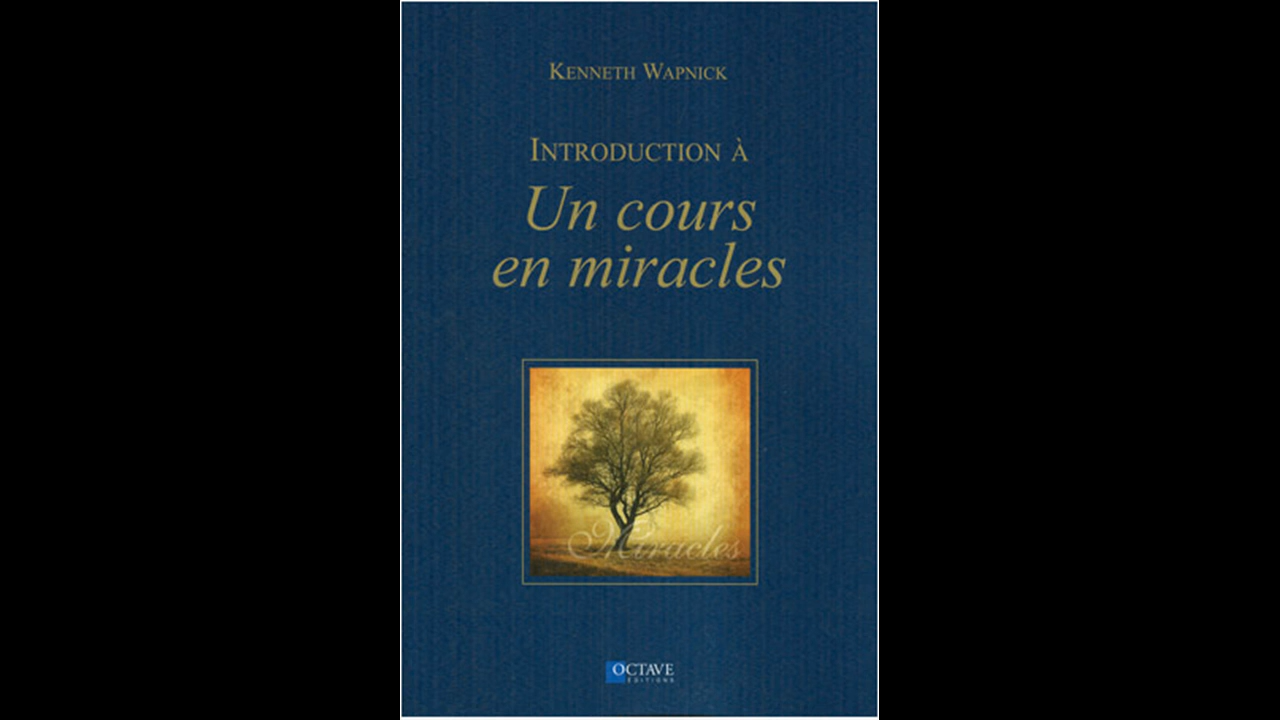 KENNETH WAPNICK
INTRODUCTION À
Un cours
en miracles
Miracles
OCTAVE
ÉDITIONS